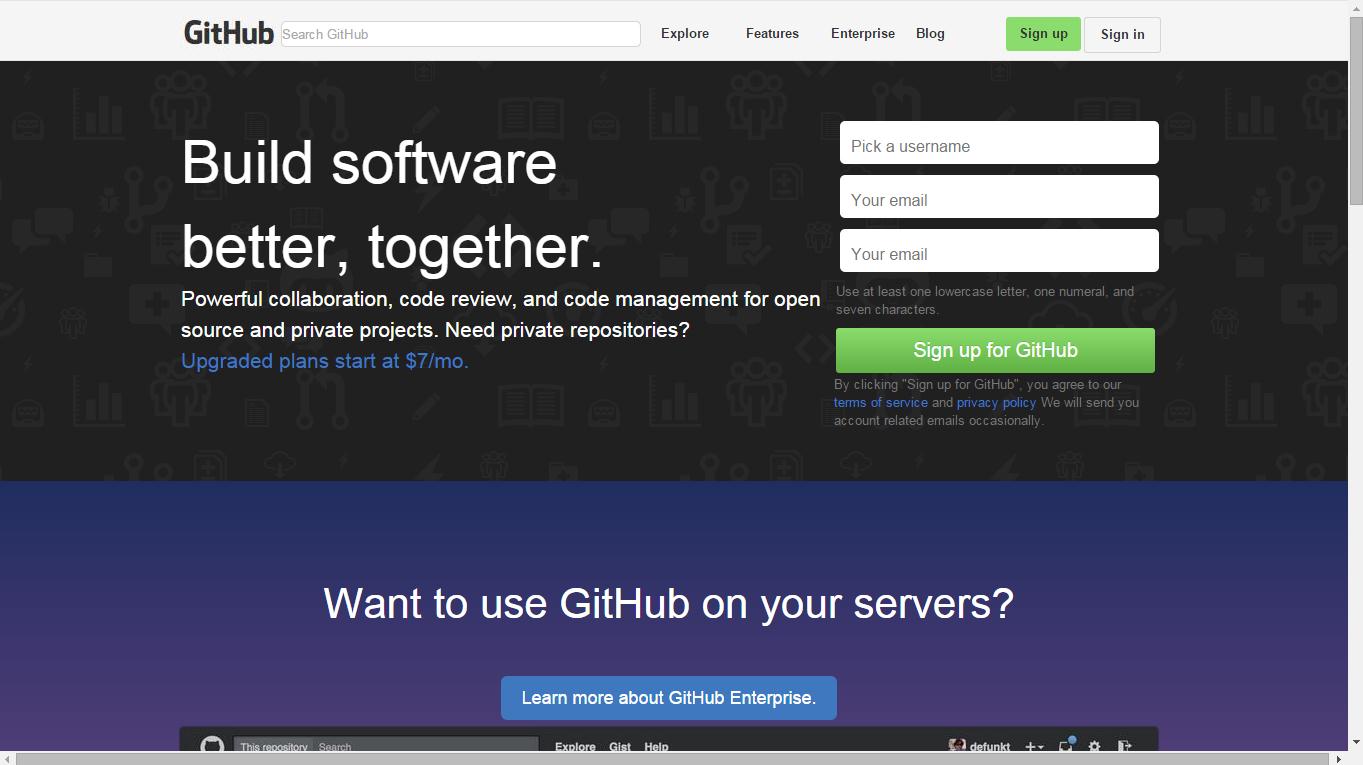 GitHub Search GitHub Explore Features Enterprise Blog Sign up Sign in
Build software
better, together.
Powerful collaboration, code review, and code management for open
source and private projects. Need private repositories?
Upgraded plans start at $7/mo.
Pick a username
Your email
Your email
Use at least one lowercase letter, one numeral, and
seven characters.
Sign up for GitHub
By clicking "Sign up for GitHub", you agree to our
terms of service and privacy policy We will send you
account related emails occasionally.
Want to use GitHub on your servers?
Learn more about GitHub Enterprise.
This repository Search Explore Gist Help defunkt